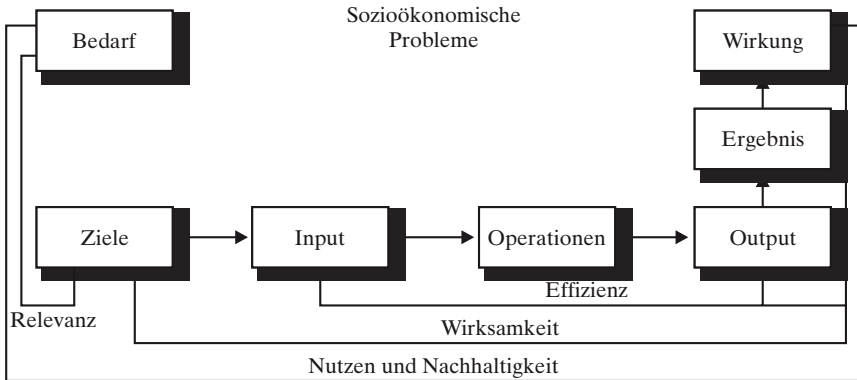 Bedarf
Sozioökonomische
Probleme
Wirkung
Ergebnis
Ziele
Input
Operationen
Output
Effizienz
Relevanz
Wirksamkeit
Nutzen und Nachhaltigkeit